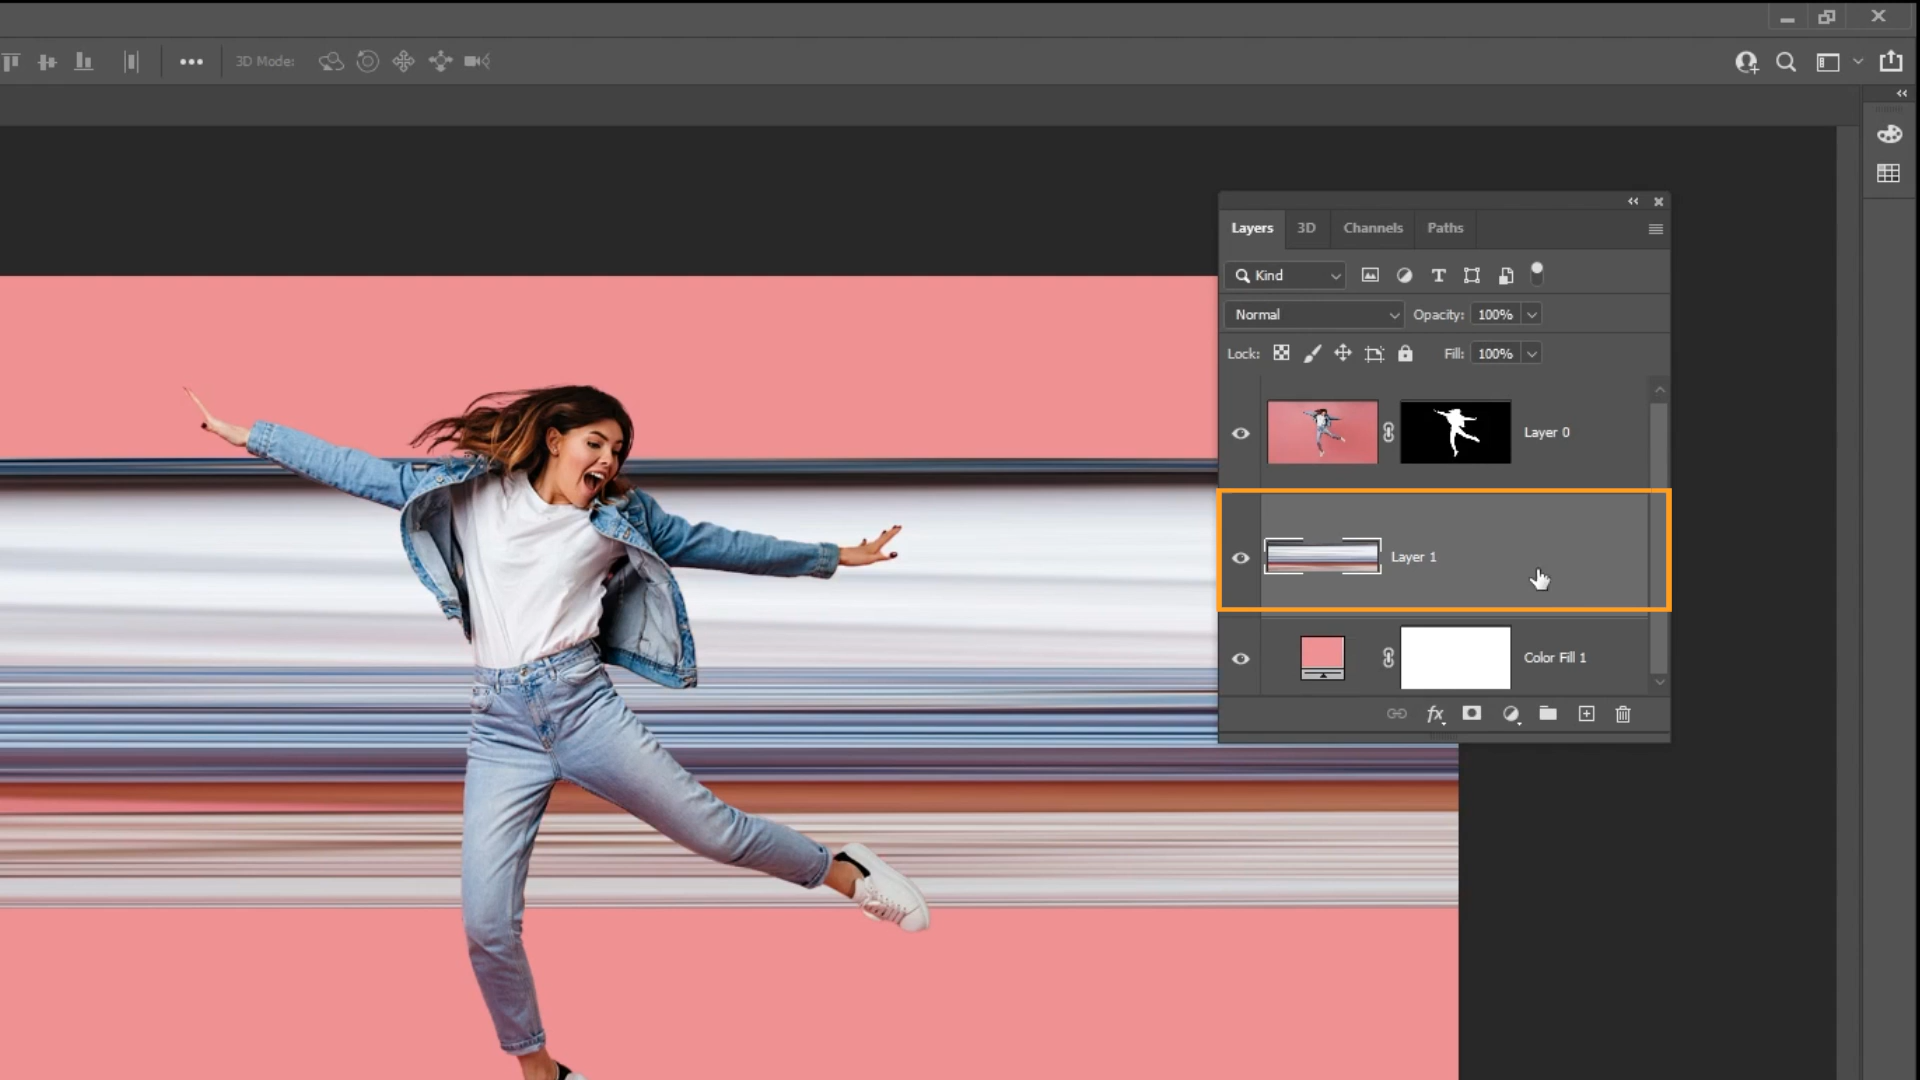 3D Mode:
Layers 3D Channels Paths
Kind
Normal Opacity: 100%
Lock: Fill: 100%
Layer 0
Layer 1
Color Fill 1
fx